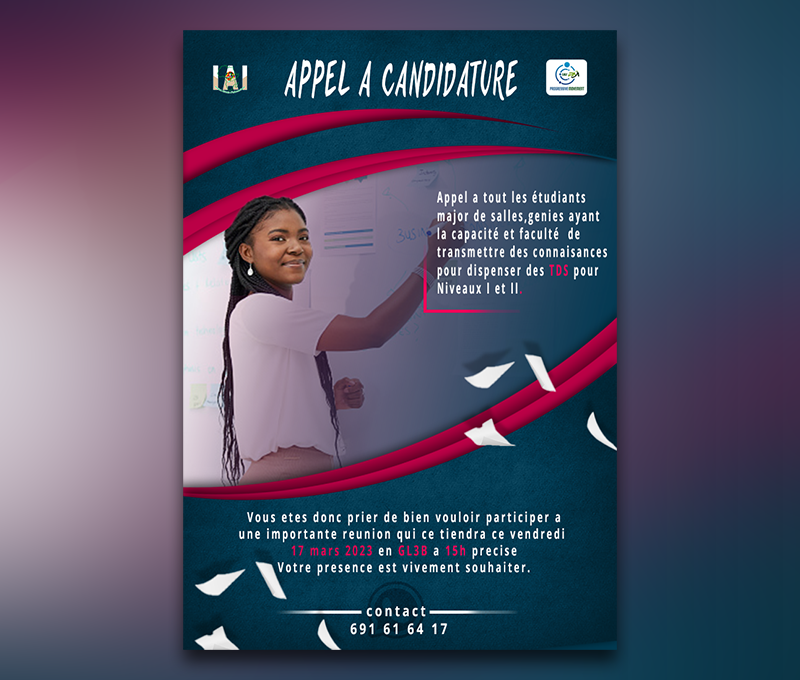 IAI
APPEL A CANDIDATURE
PROGRESSIVE MOVEMENT
Appel a tout les étudiants
major de salles,genies ayant
la capacité et faculté de
transmettre des connaisances
pour dispenser des TDS pour
Niveaux I et II.
Vous etes donc prier de bien vouloir participer a
une importante reunion qui ce tiendra ce vendredi
17 mars 2023 en GL3B a 15h precise
Votre presence est vivement souhaiter.
contact
691 61 64 17